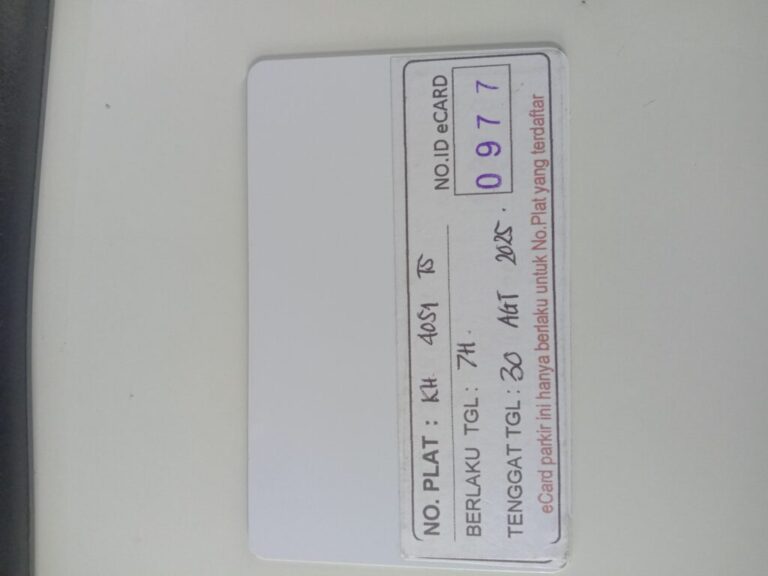 NO. PLAT : KH 4051 TS
NO.ID eCARD
0977
BERLAKU TGL : 7H.
TENGGAT TGL : 30 AGT 2025.
eCard parkir ini hanya berlaku untuk No.Plat yang terdaftar